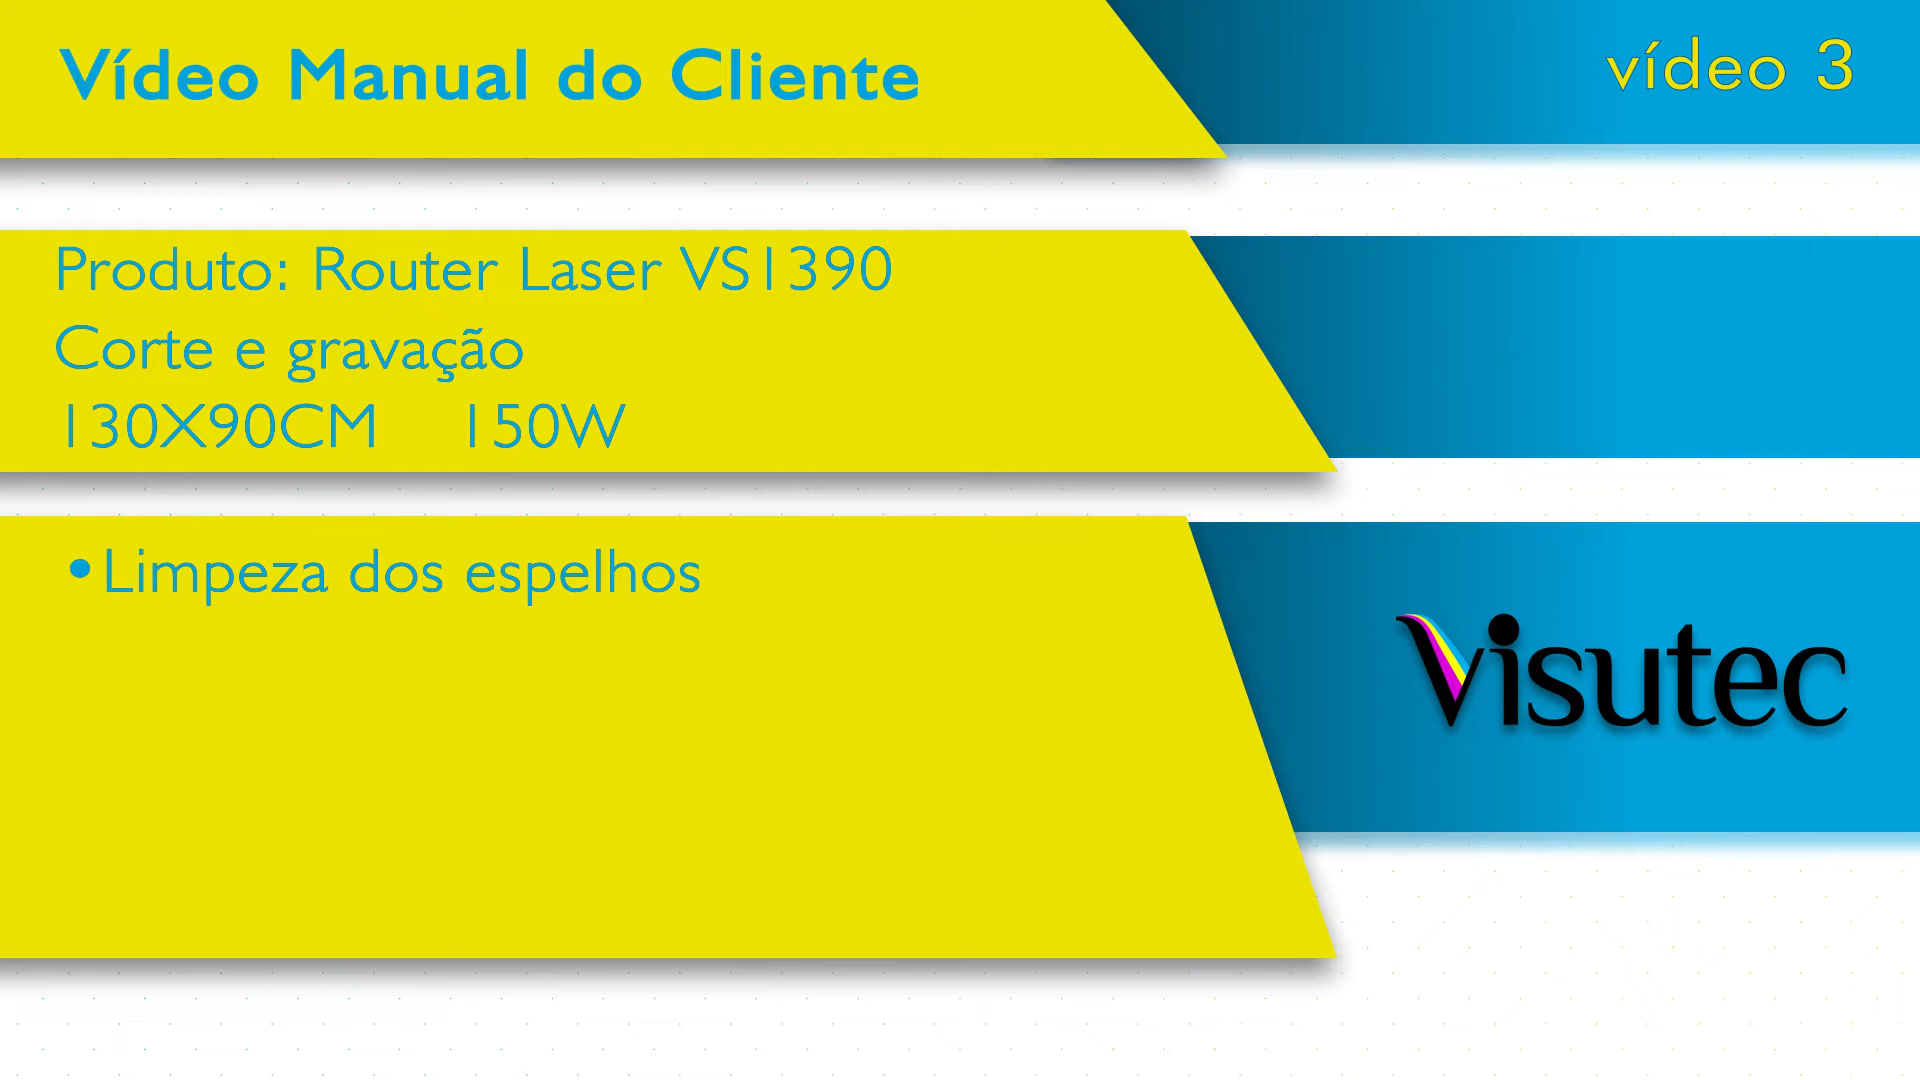 Vídeo Manual do Cliente
vídeo 3
Produto: Router Laser VS1390
Corte e gravação
130X90CM 150W
•Limpeza dos espelhos
Visutec